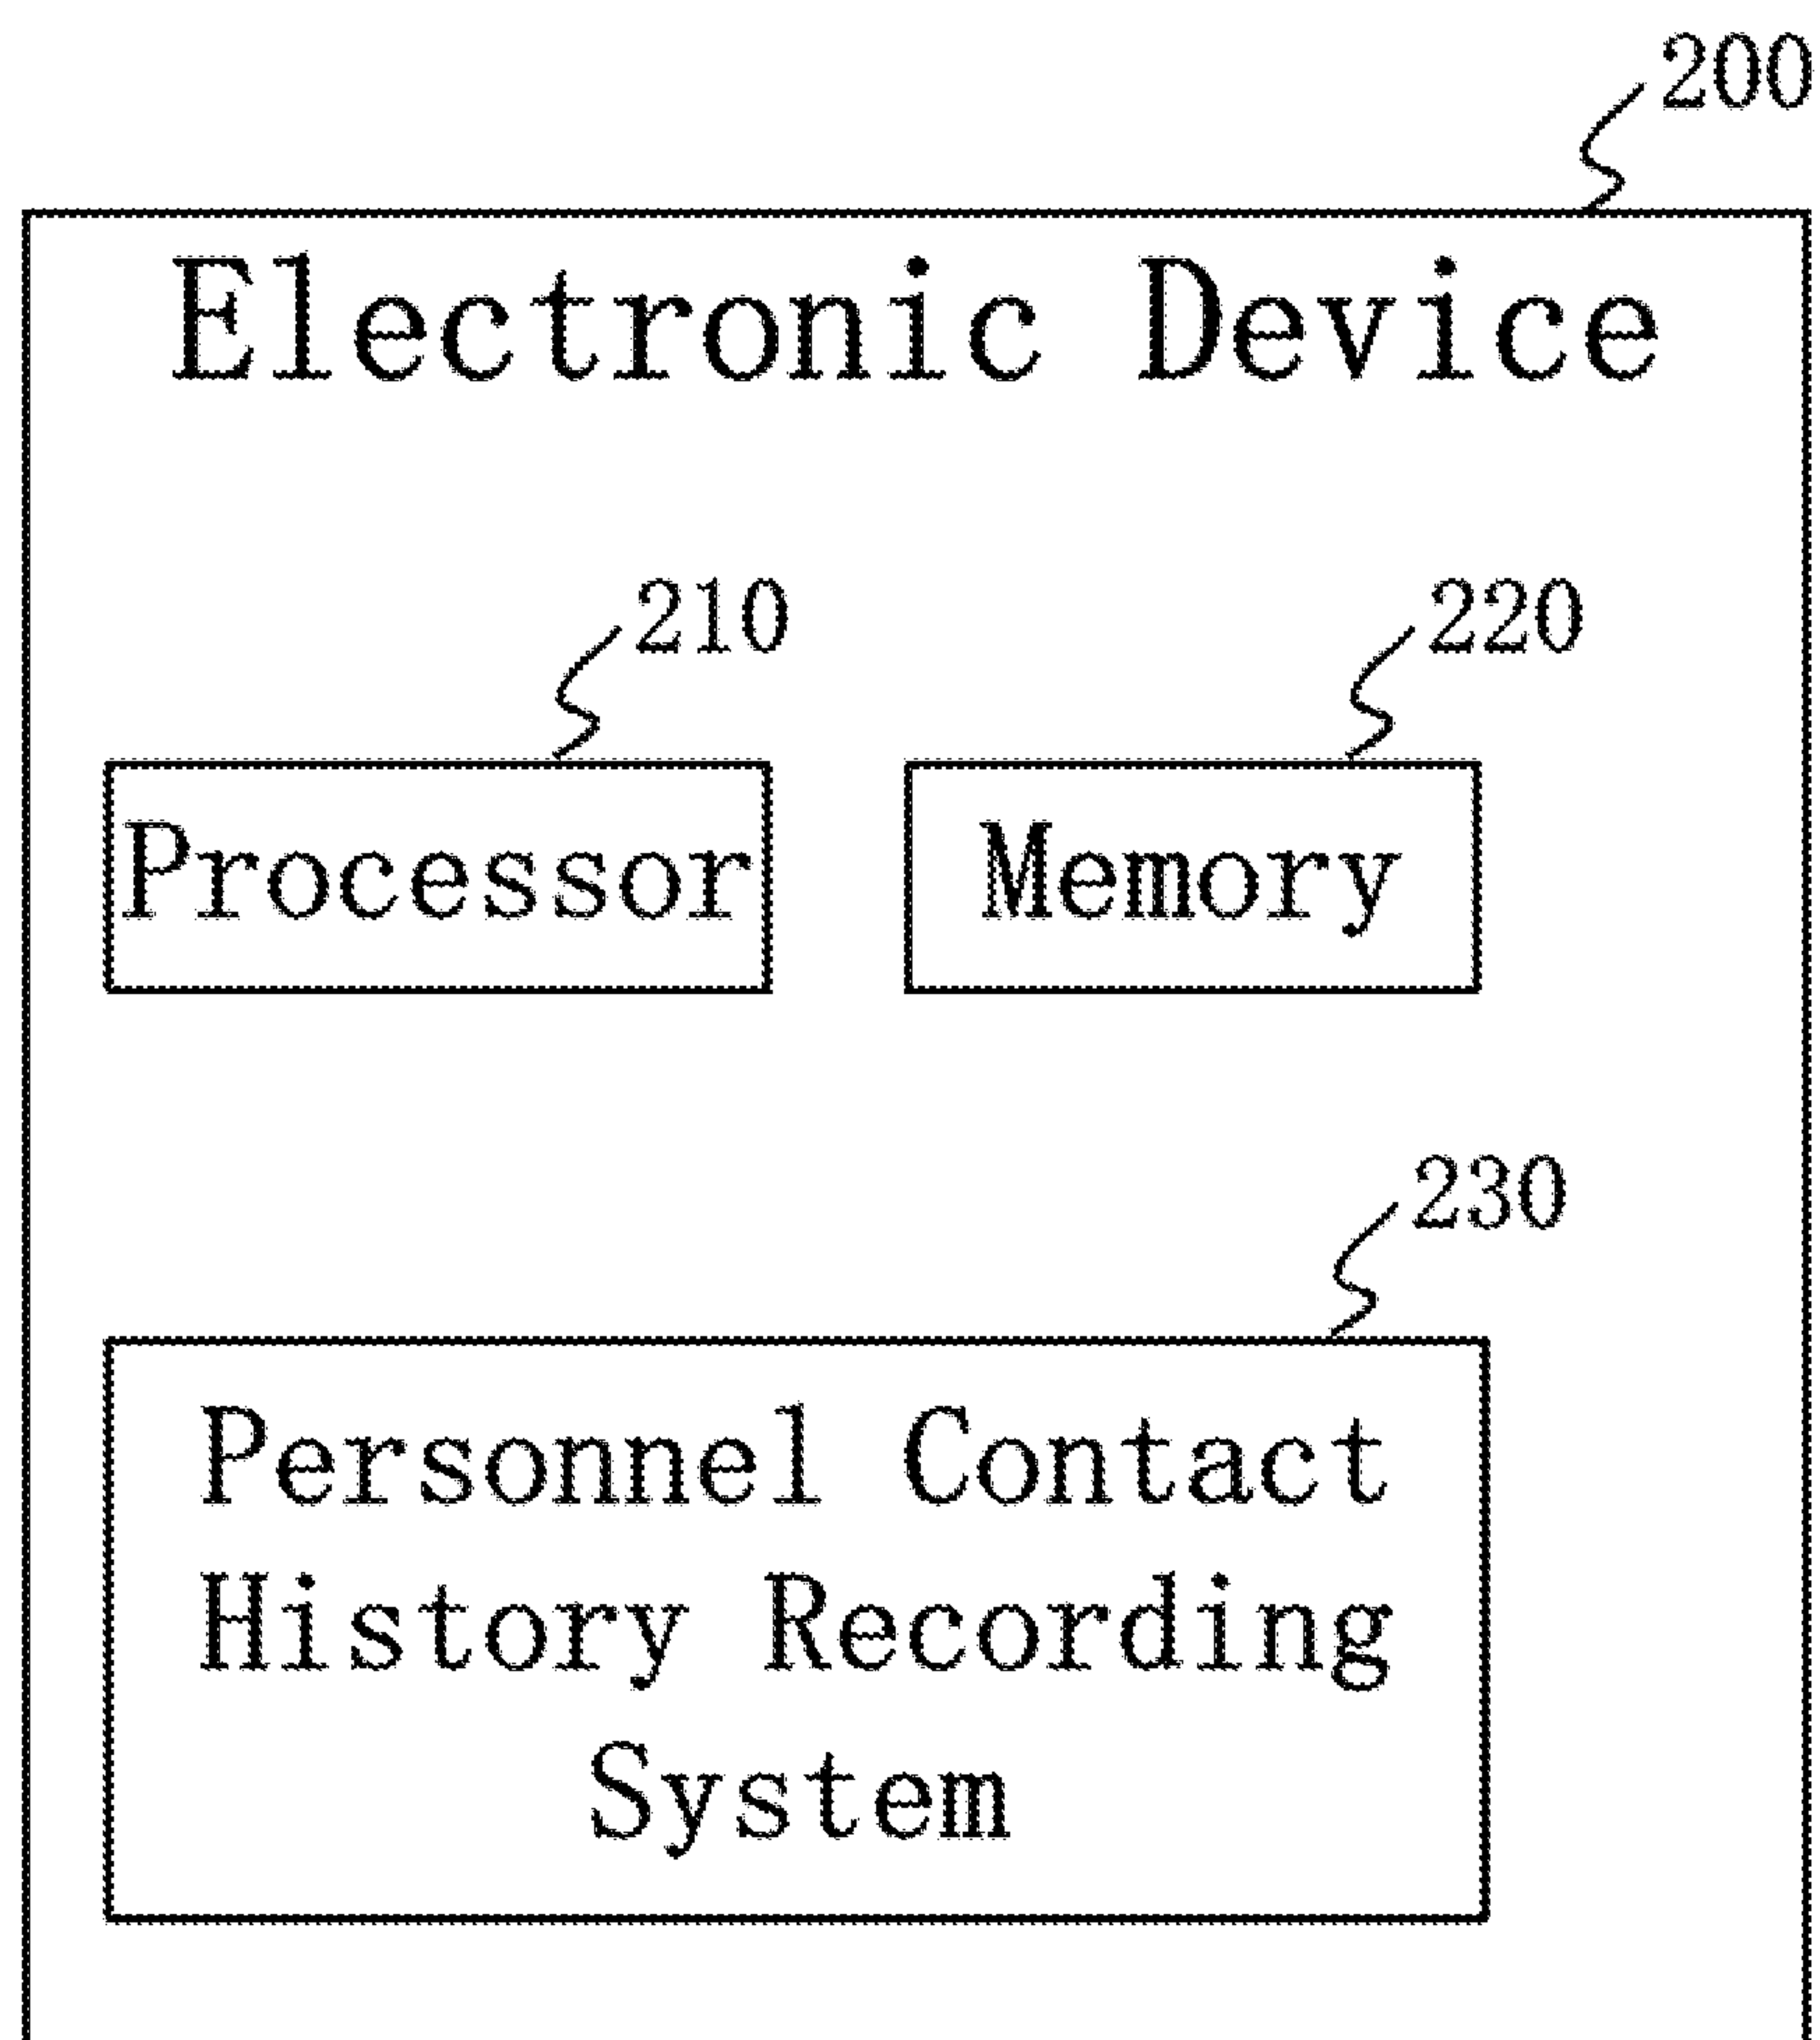 200
Electronic Device
210
220
Processor
Memory
230
Personnel Contact
History Recording
System